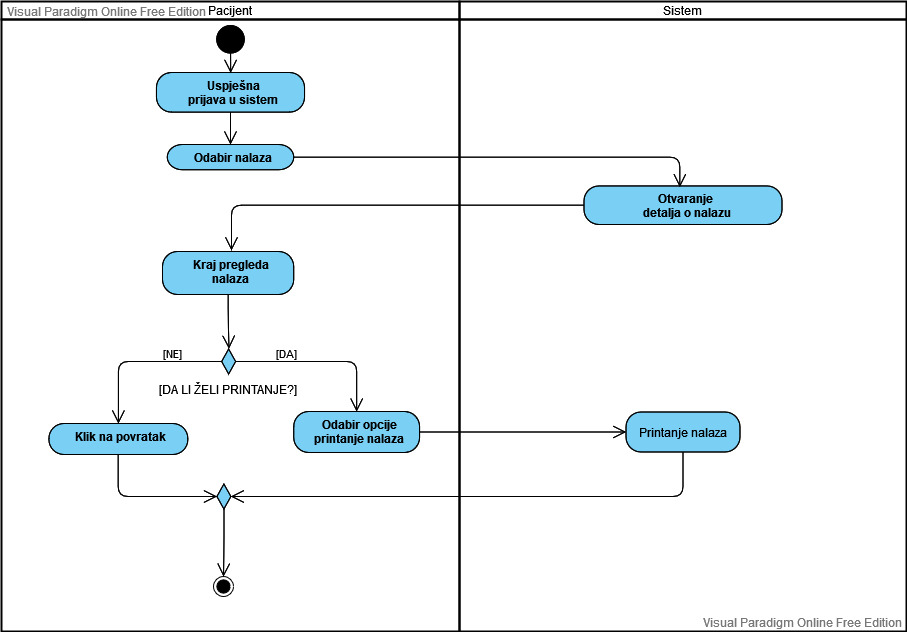 Visual Paradigm Online Free Edition
Pacijent
Sistem
Uspješna
prijava u sistem
Odabir nalaza
Otvaranje
detalja o nalazu
Kraj pregleda
nalaza
[NE]
[DA]
[DA LI ŽELI PRINTANJE?]
Klik na povratak
Odabir opcije
printanje nalaza
Printanje nalaza
Visual Paradigm Online Free Edition